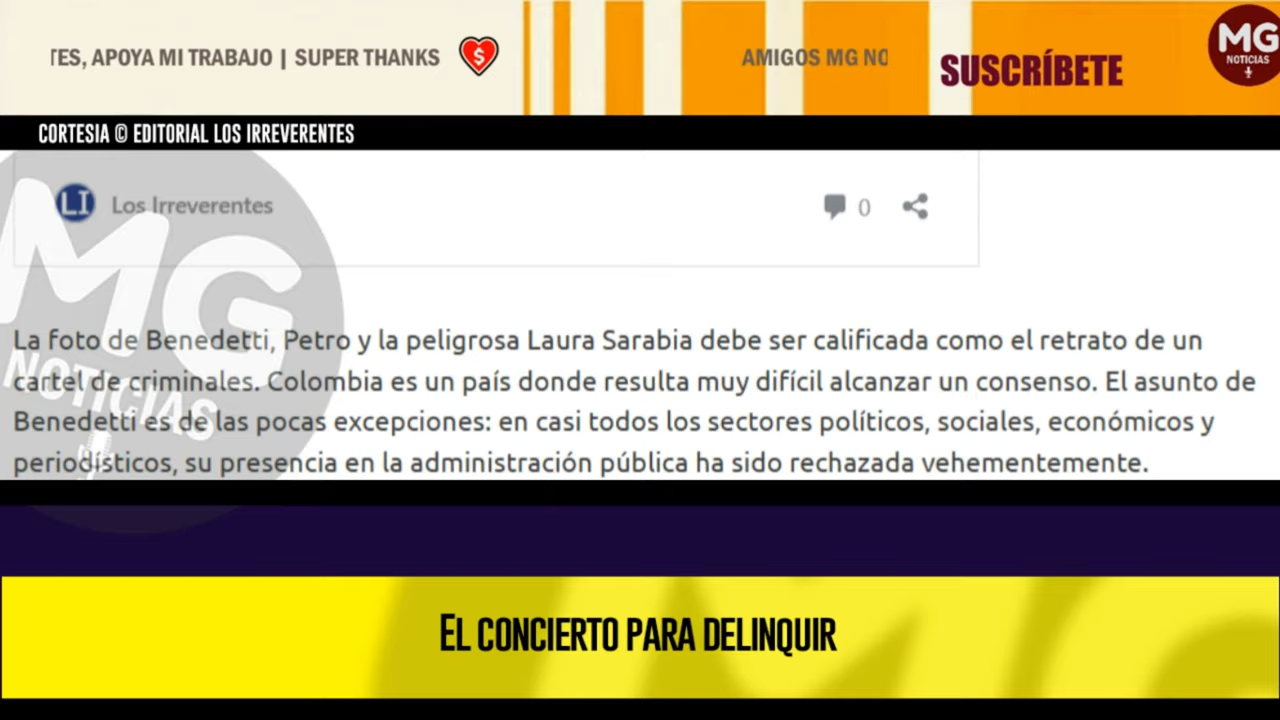 TES, APOYA MI TRABAJO | SUPER THANKS
$
AMIGOS MG NO
SUSCRÍBETE
MG
NOTICIAS
CORTESIA © EDITORIAL LOS IRREVERENTES
LI Los Irreverentes
0
La foto de Benedetti, Petro y la peligrosa Laura Sarabia debe ser calificada como el retrato de un
cartel de criminales. Colombia es un país donde resulta muy difícil alcanzar un consenso. El asunto de
Benedetti es de las pocas excepciones: en casi todos los sectores políticos, sociales, económicos y
periodísticos, su presencia en la administración pública ha sido rechazada vehementemente.
MG
NOTICIAS
EL CONCIERTO PARA DELINQUIR